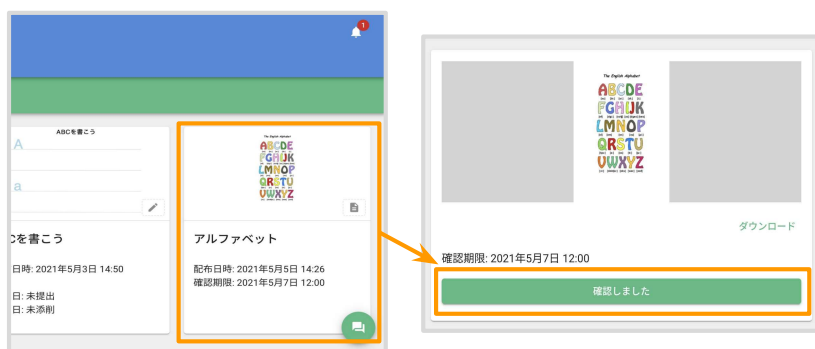 1
ABCを書こう
A
a
Cを書こう
日時: 2021年5月3日 14:50
日: 未提出
日: 未添削
The English Alphabet
ABCDE
FGHIJK
LMNOP
QRSTU
VWXYZ
アルファベット
配布日時: 2021年5月5日 14:26
確認期限: 2021年5月7日 12:00
The English Alphabet
ABCDE
FGHIJK
LMNOP
QRSTU
VWXYZ
ダウンロード
確認期限: 2021年5月7日 12:00
確認しました